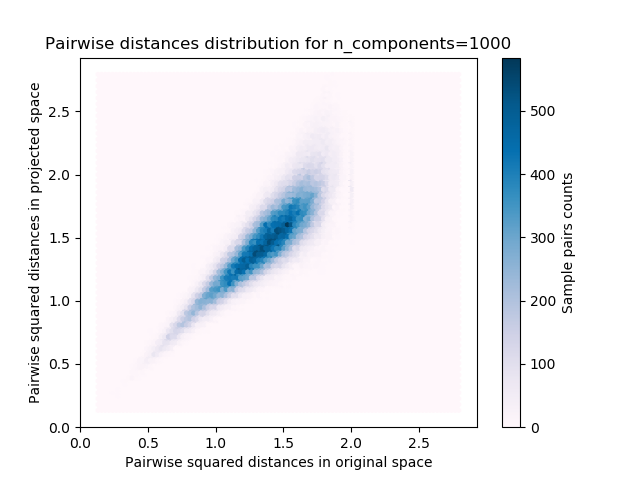 Pairwise distances distribution for n_components=1000
Pairwise squared distances in projected space
2.5
2.0
1.5
1.0
0.5
0.0
0.0 0.5 1.0 1.5 2.0 2.5
Pairwise squared distances in original space
500
400
300
200
100
0
Sample pairs counts